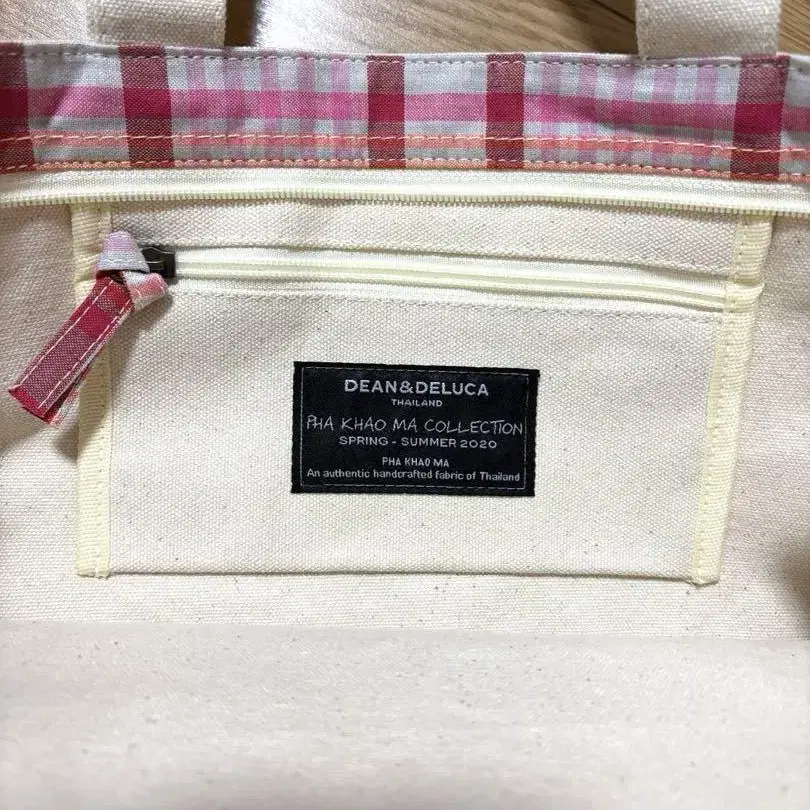 DEAN&DELUCA
THAILAND
PHA KHAO MA COLLECTION
SPRING - SUMMER 2020
PHA KHAO MA
An authentic handcrafted fabric of Thailand